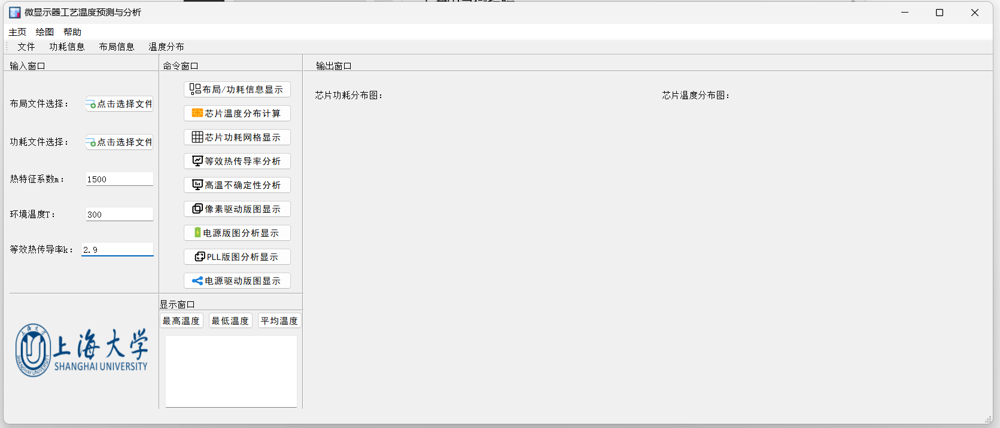 微显示器工艺温度预测与分析
主页 绘图 帮助
文件 功耗信息 布局信息 温度分布
输入窗口
布局文件选择：
点击选择文件
功耗文件选择：
点击选择文件
热特征系数m：
1500
环境温度T：
300
等效热传导率k：
2.9
上海大学
SHANGHAI UNIVERSITY
命令窗口
布局/功耗信息显示
芯片温度分布计算
芯片功耗网格显示
等效热传导率分析
高温不确定性分析
像素驱动版图显示
电源版图分析显示
PLL版图分析显示
电源驱动版图显示
显示窗口
最高温度 最低温度 平均温度
输出窗口
芯片功耗分布图：
芯片温度分布图：